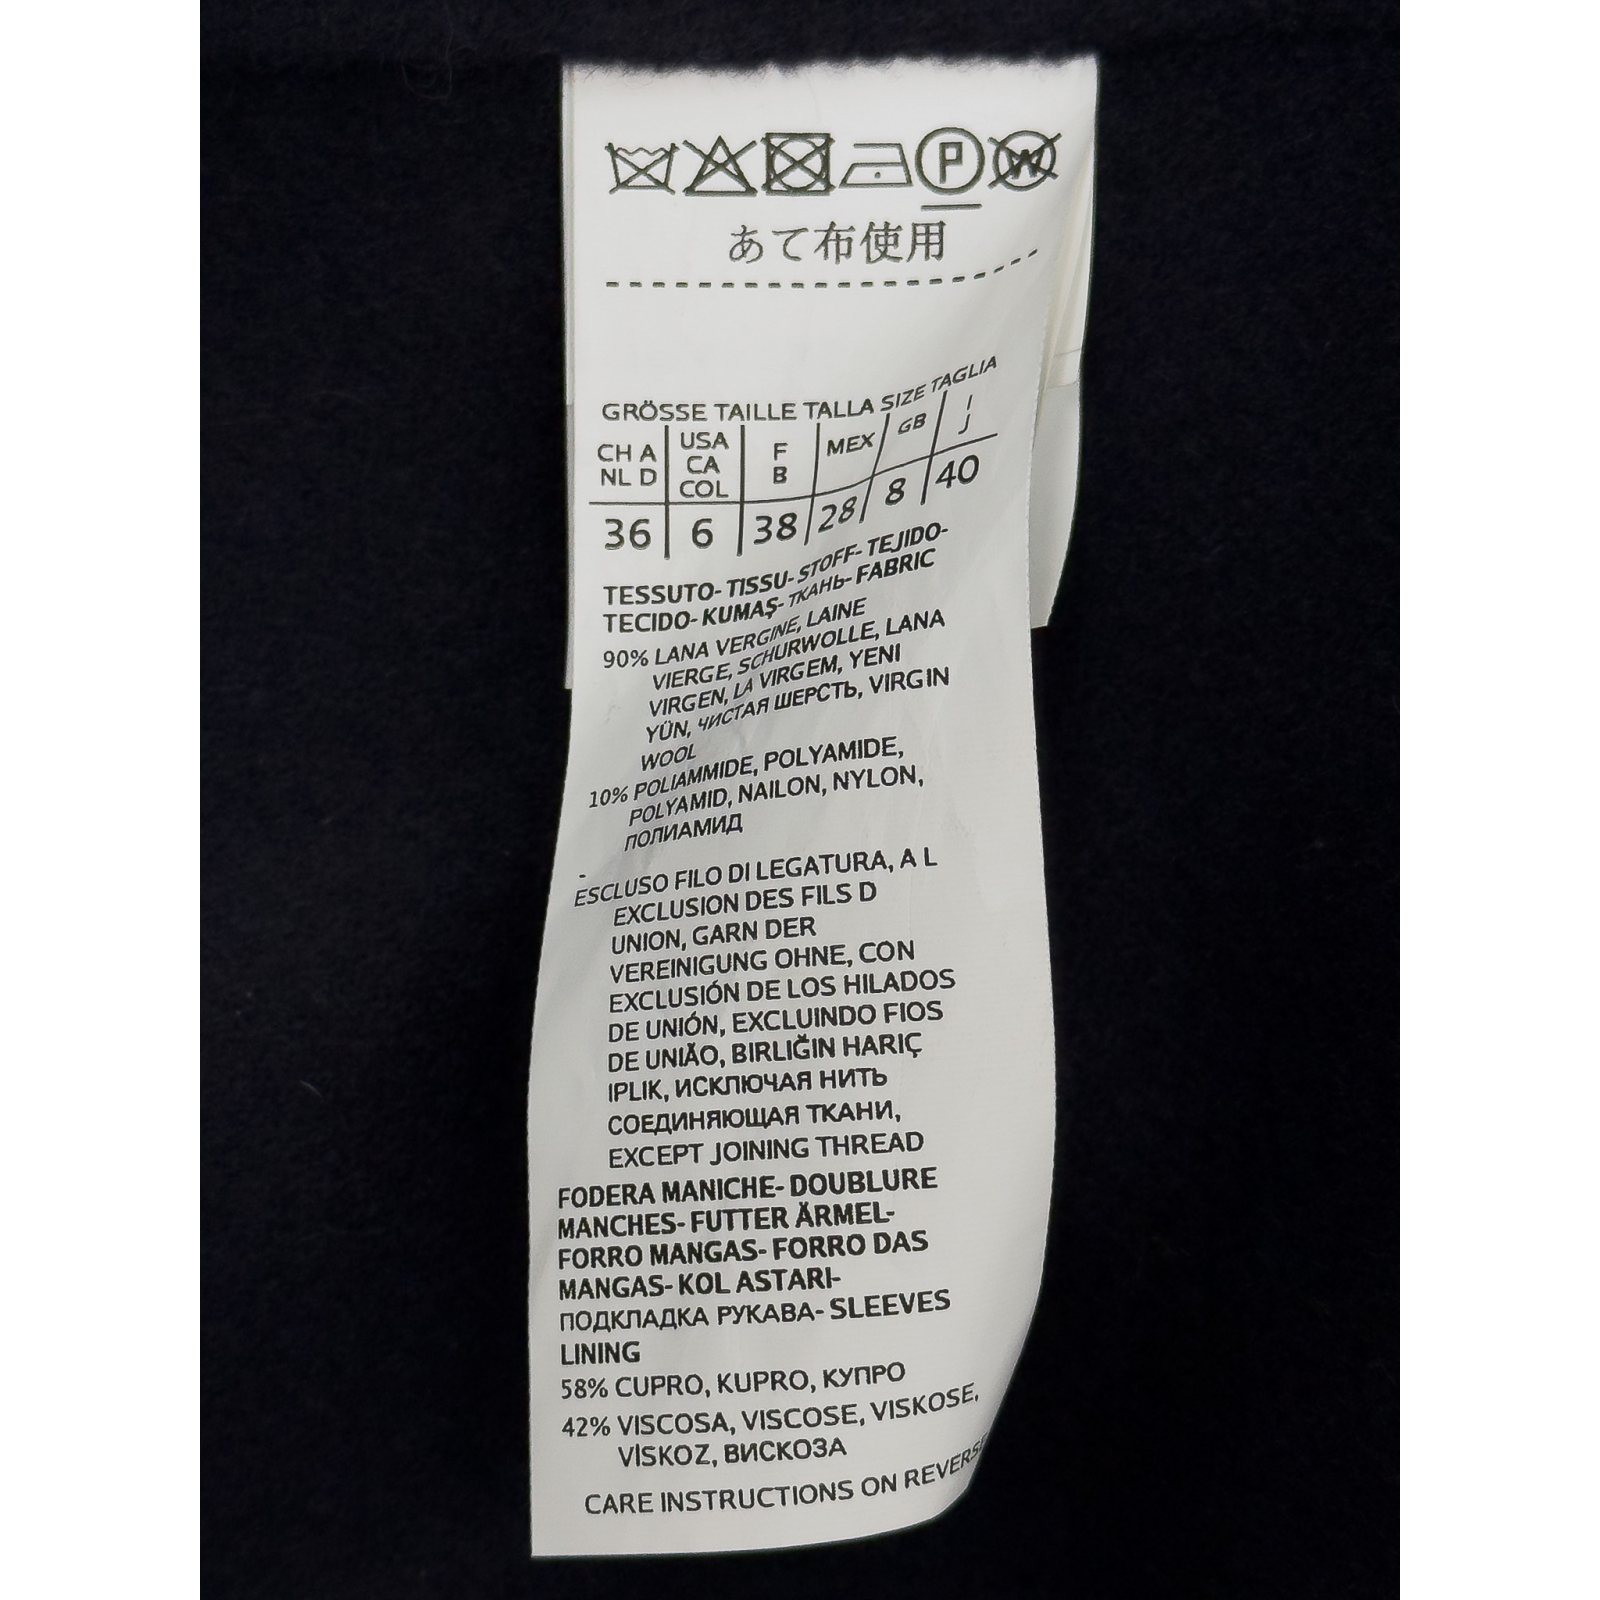 P W
あて布使用
GRÖSSE TAILLE TALLA SIZE TAGLIA
CH A NL D USA CA COL F B MEX GB I J
36 6 38 28 8 40
TESSUTO- TISSU- STOFF- TEJIDO-
TECIDO- KUMAŞ- ТКАНЬ- FABRIC
90% LANA VERGINE, LAINE
VIERGE, SCHURWOLLE, LANA
VIRGEN, LA VIRGEM, YENI
YÜN, ЧИСТАЯ ШЕРСТЬ, VIRGIN
WOOL
10% POLIAMMIDE, POLYAMIDE,
POLYAMID, NAILON, NYLON,
ПОЛИАМИД
-
ESCLUSO FILO DI LEGATURA, A L
EXCLUSION DES FILS D
UNION, GARN DER
VEREINIGUNG OHNE, CON
EXCLUSIÓN DE LOS HILADOS
DE UNIÓN, EXCLUINDO FIOS
DE UNIÃO, BIRLIĞIN HARIÇ
IPLIK, ИСКЛЮЧАЯ НИТЬ
СОЕДИНЯЮЩАЯ ТКАНИ,
EXCEPT JOINING THREAD
FODERA MANICHE- DOUBLURE
MANCHES- FUTTER ÄRMEL-
FORRO MANGAS- FORRO DAS
MANGAS- KOL ASTARI-
ПОДКЛАДКА РУКАВА- SLEEVES
LINING
58% CUPRO, KUPRO, КУПРО
42% VISCOSA, VISCOSE, VISKOSE,
VİSKOZ, ВИСКОЗА
CARE INSTRUCTIONS ON REVERSE